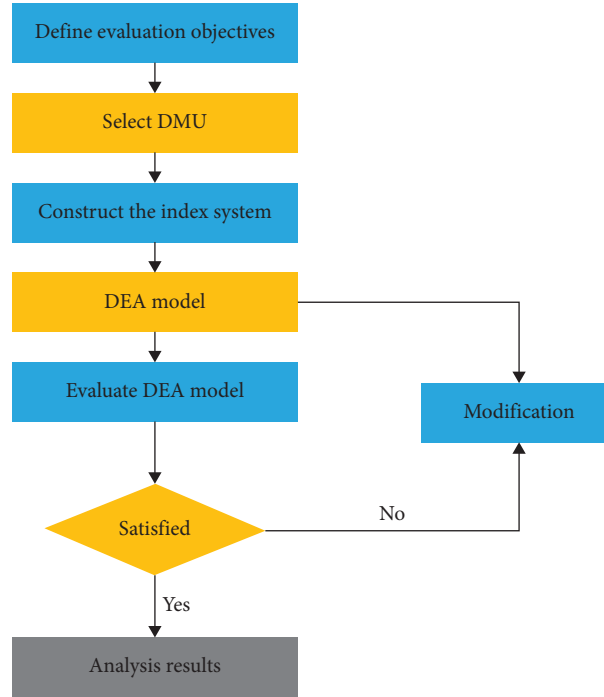 Define evaluation objectives
Select DMU
Construct the index system
DEA model
Evaluate DEA model
Modification
Satisfied
No
Yes
Analysis results